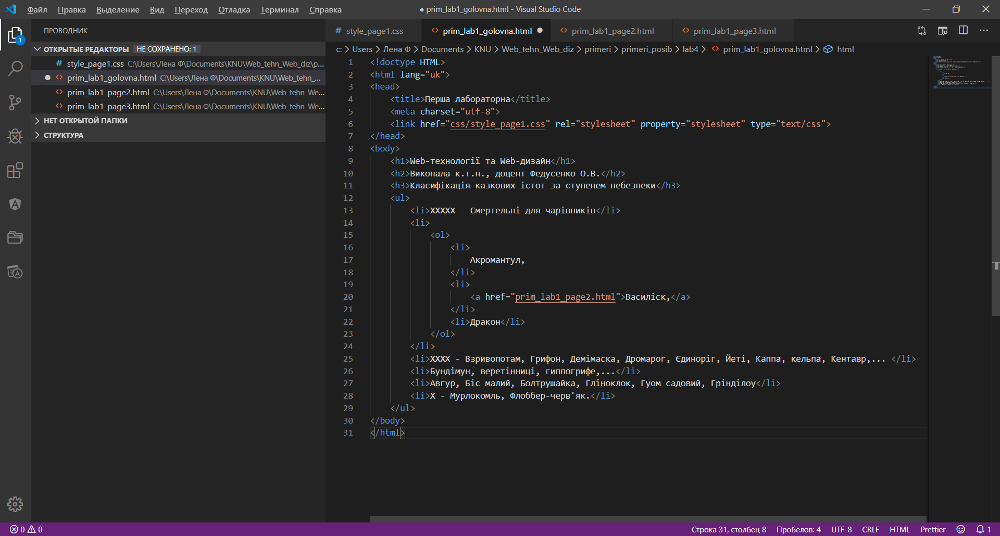 Файл Правка Выделение Вид Переход Отладка Терминал Справка ● prim_lab1_golovna.html - Visual Studio Code
ПРОВОДНИК
1
ОТКРЫТЫЕ РЕДАКТОРЫ НЕ СОХРАНЕНО: 1
# style_page1.css C:\Users\Лена Ф\Documents\KNU\Web_tehn_Web_diz\p...
● <> prim_lab1_golovna.html C:\Users\Лена Ф\Documents\KNU\Web_tehn_...
<> prim_lab1_page2.html C:\Users\Лена Ф\Documents\KNU\Web_tehn_We...
<> prim_lab1_page3.html C:\Users\Лена Ф\Documents\KNU\Web_tehn_We...
НЕТ ОТКРЫТОЙ ПАПКИ
СТРУКТУРА
# style_page1.css <> prim_lab1_golovna.html ● <> prim_lab1_page2.html <> prim_lab1_page3.html
c: > Users > Лена Ф > Documents > KNU > Web_tehn_Web_diz > primeri > primeri_posib > lab4 > <> prim_lab1_golovna.html > html
1 <!doctype HTML>
2 <html lang="uk">
3 <head>
4 <title>Перша лабораторна</title>
5 <meta charset="utf-8">
6 <link href="css/style_page1.css" rel="stylesheet" property="stylesheet" type="text/css">
7 </head>
8 <body>
9 <h1>Web-технології та Web-дизайн</h1>
10 <h2>Виконала к.т.н., доцент Федусенко О.В.</h2>
11 <h3>Класифікація казкових істот за ступенем небезпеки</h3>
12 <ul>
13 <li>XXXXX - Смертельні для чарівників</li>
14 <li>
15 <ol>
16 <li>
17 Акромантул,
18 </li>
19 <li>
20 <a href="prim_lab1_page2.html">Василіск,</a>
21 </li>
22 <li>Дракон</li>
23 </ol>
24 </li>
25 <li>XXXX - Взривопотам, Грифон, Демімаска, Дромарог, Єдиноріг, Йеті, Каппа, кельпа, Кентавр,... </li>
26 <li>Бундімун, веретінниці, гиппогрифе,...</li>
27 <li>Авгур, Біс малий, Болтрушайка, Гліноклок, Гуом садовий, Грінділоу</li>
28 <li>X - Мурлокомль, Флоббер-черв'як.</li>
29 </ul>
30 </body>
31 </html>
0 0 Строка 31, столбец 8 Пробелов: 4 UTF-8 CRLF HTML Prettier 1